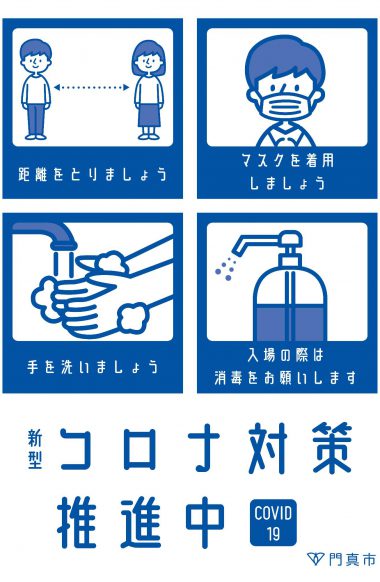 距離をとりましょう
マスクを着用
しましょう
手を洗いましょう
入場の際は
消毒をお願いします
新型
コロナ対策
推進中
COVID
19
門真市